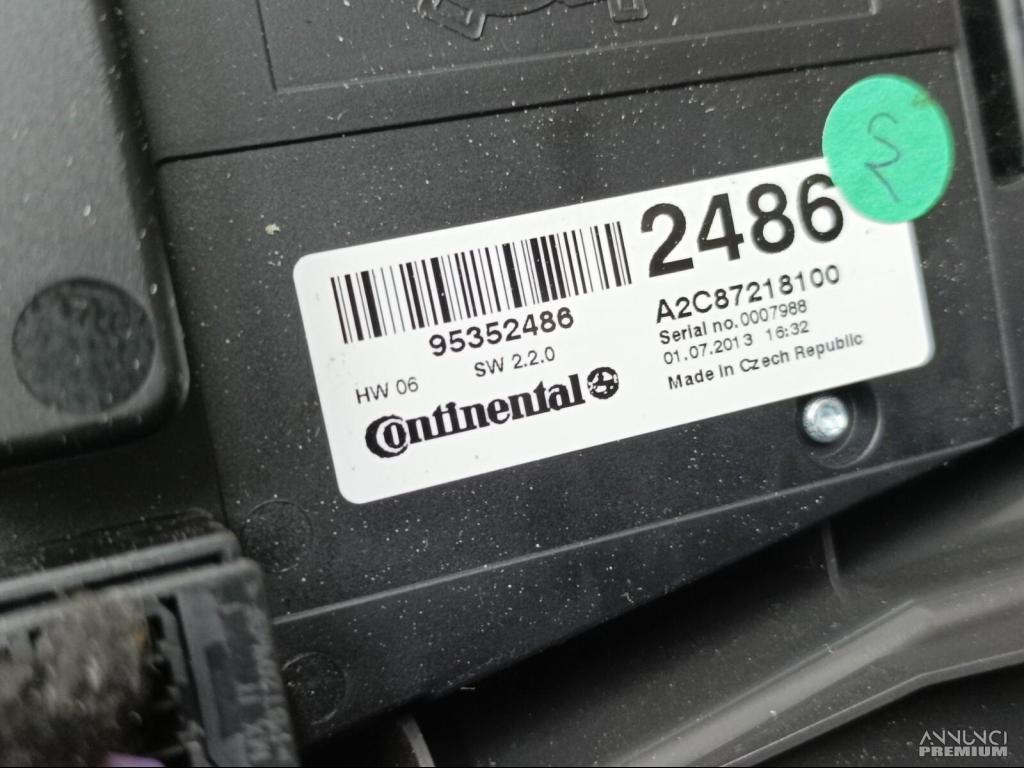 2486
95352486
A2C87218100
Serial no.0007988
HW 06
SW 2.2.0
01.07.2013 16:32
Continental
Made in Czech Republic
ANNUNCI
PREMIUM